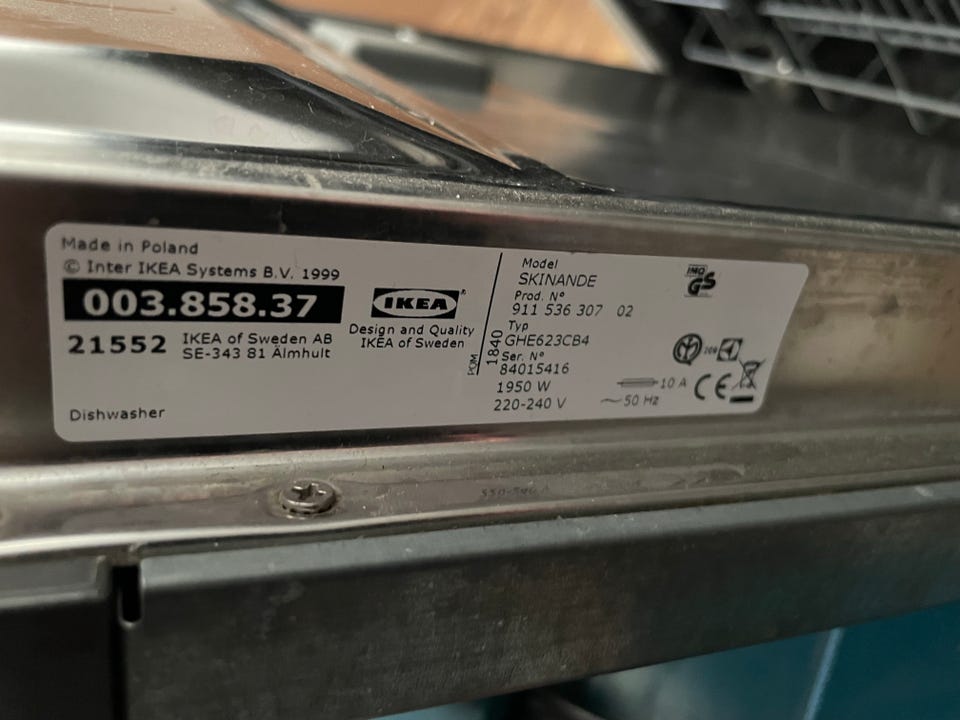 Made in Poland
© Inter IKEA Systems B.V. 1999
003.858.37
21552
IKEA of Sweden AB
SE-343 81 Älmhult
Dishwasher
IKEA
Design and Quality
IKEA of Sweden
PQM
1840
Model
SKINANDE
Prod. N°
911 536 307 02
Typ
GHE623CB4
Ser. N°
84015416
1950 W
10 A
220-240 V
~50 Hz
IMQ
GS
CE